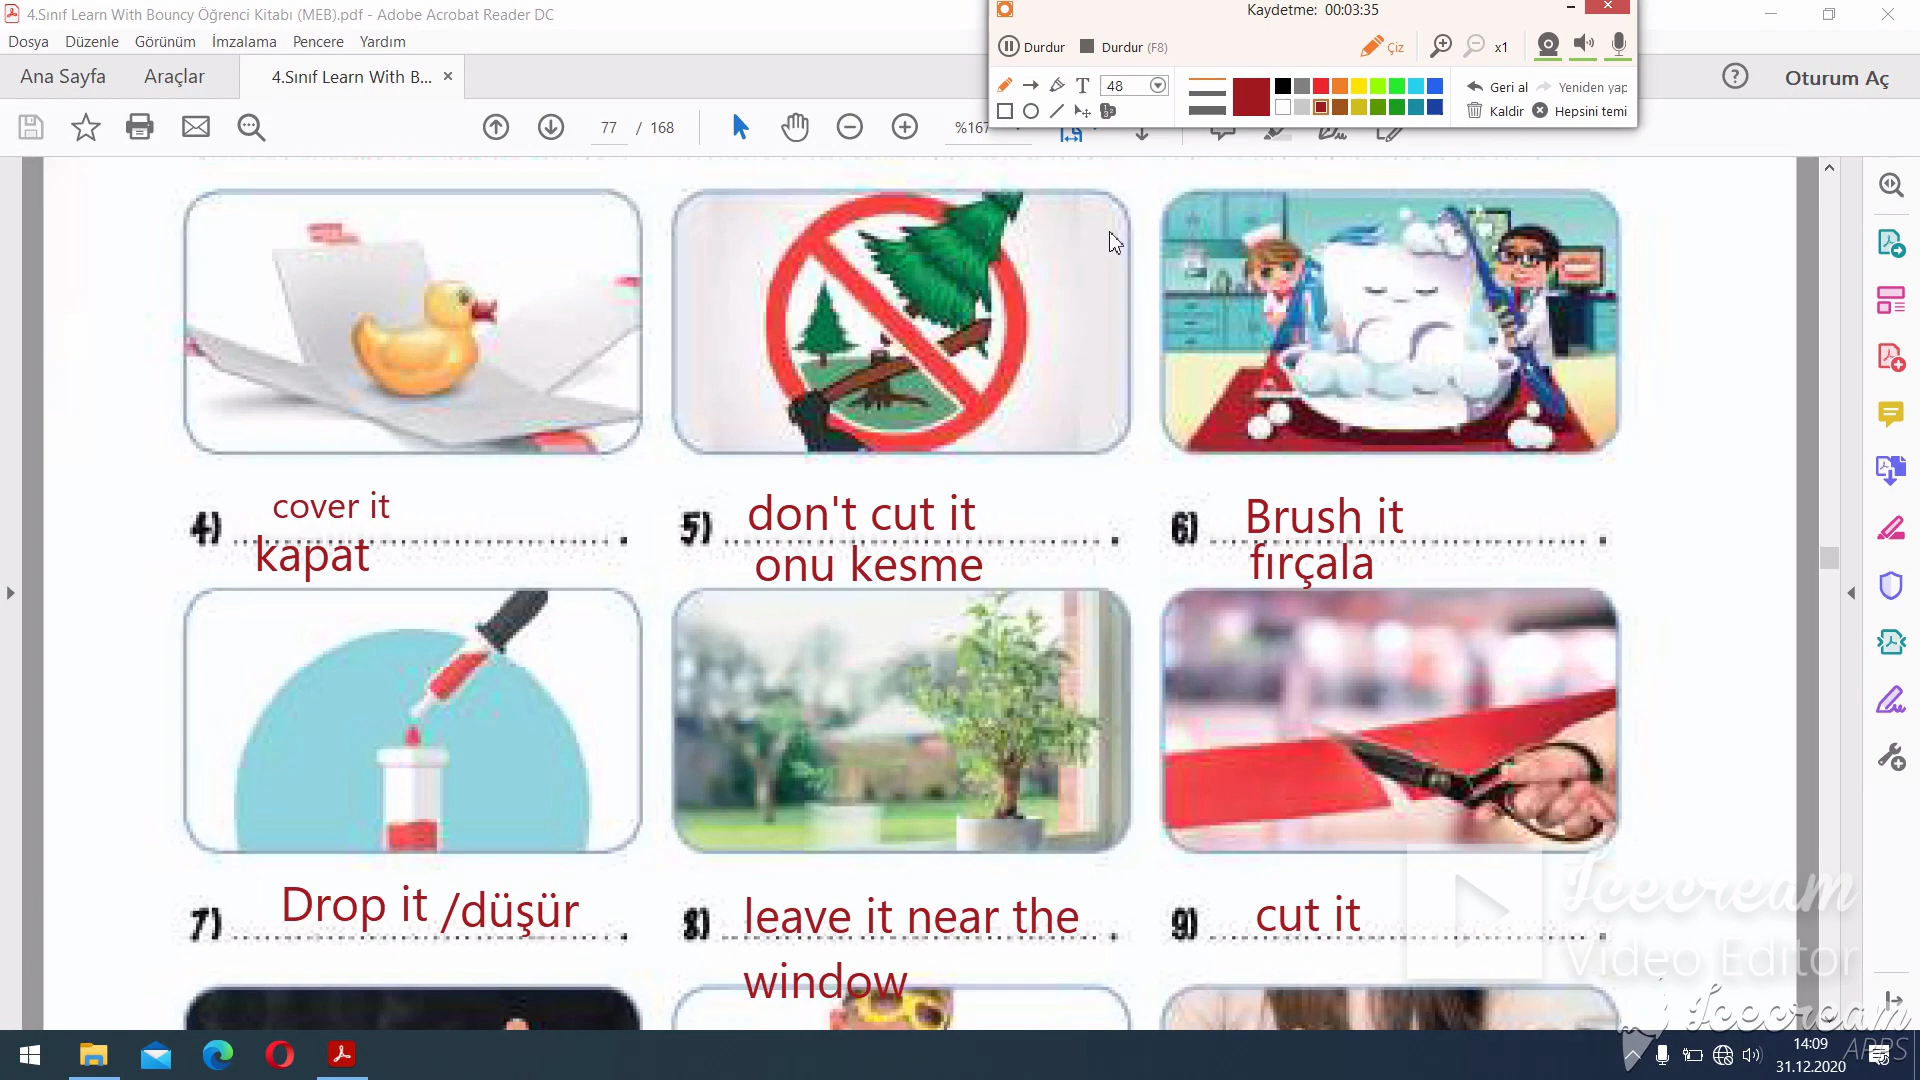 4.Sınıf Learn With Bouncy Öğrenci Kitabı (MEB).pdf - Adobe Acrobat Reader DC
Kaydetme: 00:03:35
Dosya Düzenle Görünüm İmzalama Pencere Yardım
Durdur Durdur (F8) Çiz x1
Ana Sayfa Araçlar 4.Sınıf Learn With B... Oturum Aç
T 48 Geri al Yeniden yap
Kaldir Hepsini temi
77 / 168 %167
4) cover it
kapat
5) don't cut it
onu kesme
6) Brush it
fırçala
7) Drop it /düşür
8) leave it near the
window
9) cut it
Icecream
Video Editor
Icecream
APPS
14:09
31.12.2020